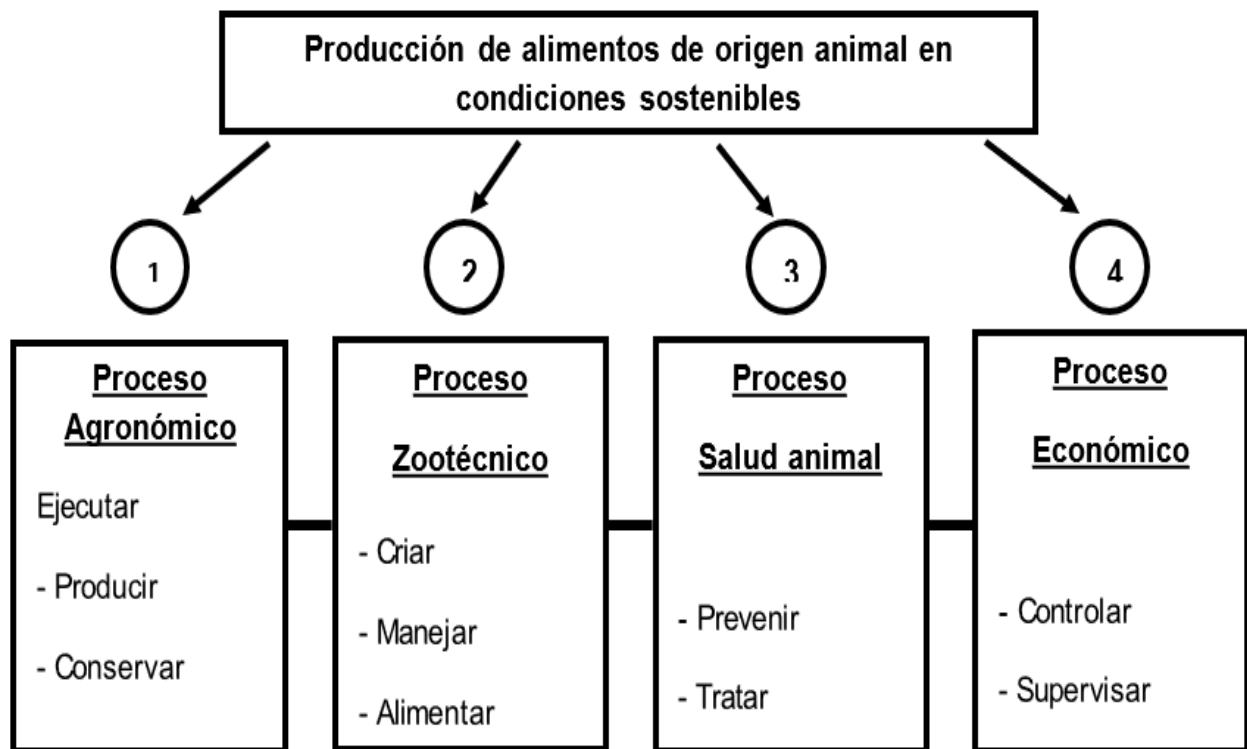 Producción de alimentos de origen animal en
condiciones sostenibles
1
2
3
4
Proceso
Agronómico
Ejecutar
- Producir
- Conservar
Proceso
Zootécnico
- Criar
- Manejar
- Alimentar
Proceso
Salud animal
- Prevenir
- Tratar
Proceso
Económico
- Controlar
- Supervisar